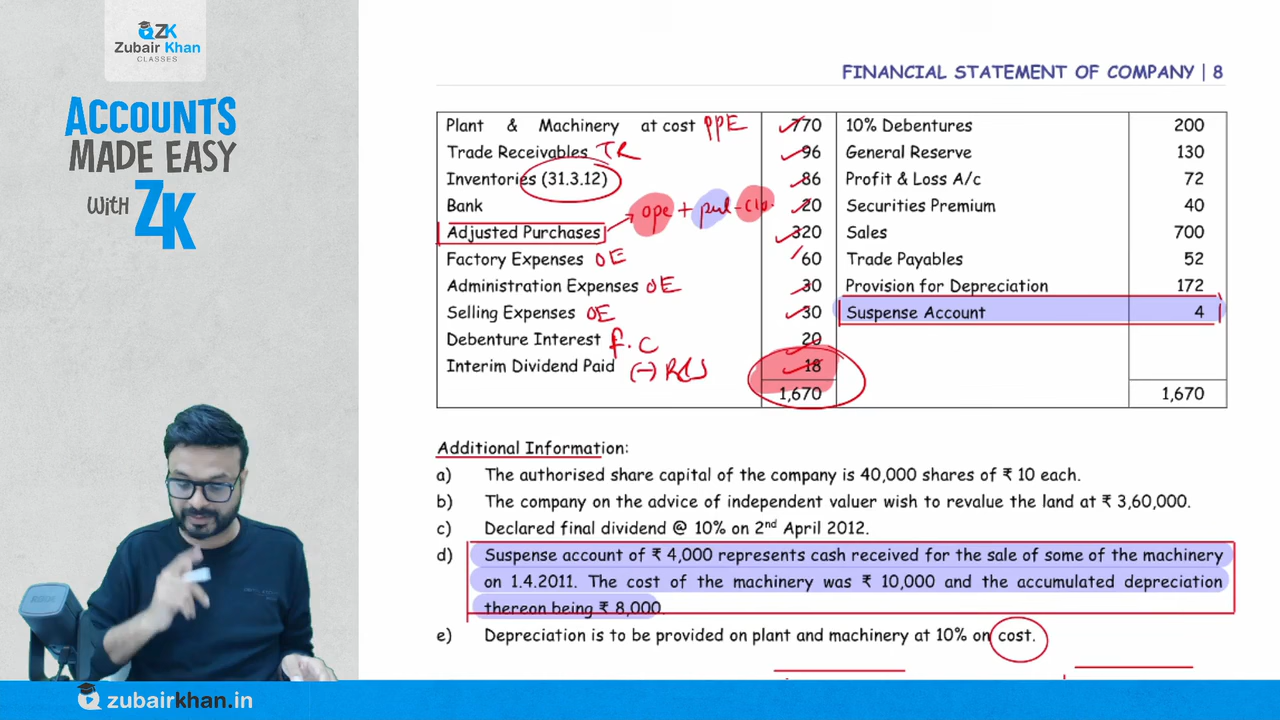 ZK
Zubair Khan
CLASSES
ACCOUNTS
MADE EASY
WITH ZK
FINANCIAL STATEMENT OF COMPANY | 8
Plant & Machinery at cost PPE 770 10% Debentures 200
Trade Receivables TR 96 General Reserve 130
Inventories (31.3.12) 86 Profit & Loss A/c 72
Bank 20 Securities Premium 40
ope + pul - clo.
Adjusted Purchases 320 Sales 700
Factory Expenses OE 60 Trade Payables 52
Administration Expenses OE 30 Provision for Depreciation 172
Selling Expenses OE 30 Suspense Account 4
Debenture Interest f.C 20
Interim Dividend Paid (-) R&S 18
1,670 1,670
Additional Information:
a) The authorised share capital of the company is 40,000 shares of ₹ 10 each.
b) The company on the advice of independent valuer wish to revalue the land at ₹ 3,60,000.
c) Declared final dividend @ 10% on 2nd April 2012.
d) Suspense account of ₹ 4,000 represents cash received for the sale of some of the machinery
on 1.4.2011. The cost of the machinery was ₹ 10,000 and the accumulated depreciation
thereon being ₹ 8,000.
e) Depreciation is to be provided on plant and machinery at 10% on cost.
zubairkhan.in